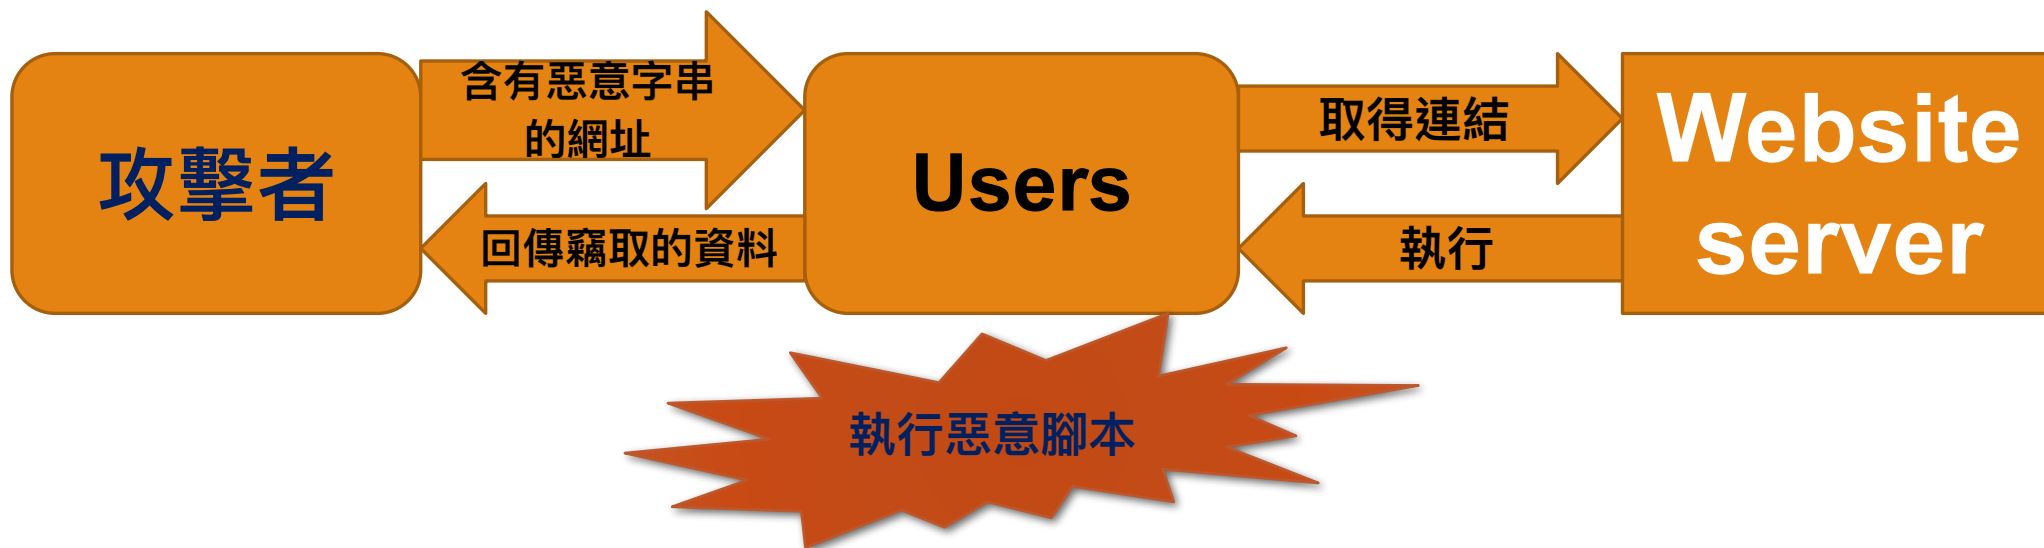 攻擊者
含有惡意字串
的網址
回傳竊取的資料
Users
取得連結
執行
Website
server
執行惡意腳本